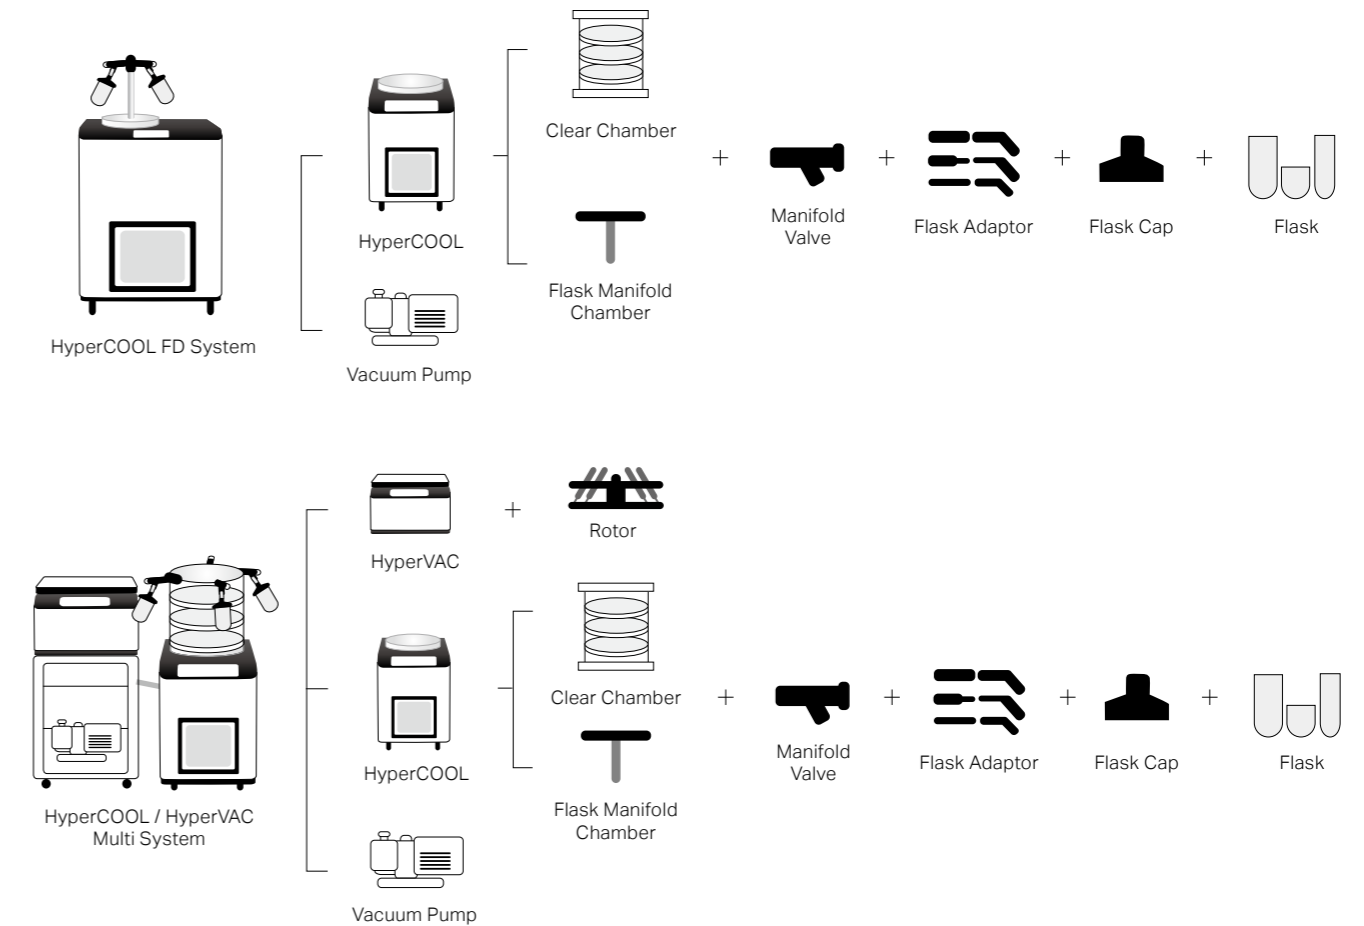 Clear Chamber
HyperCOOL
Manifold
Valve
Flask Adaptor
Flask Cap
Flask
Flask Manifold
Chamber
HyperCOOL FD System
Vacuum Pump
HyperVAC
Rotor
Clear Chamber
HyperCOOL
Manifold
Valve
Flask Adaptor
Flask Cap
Flask
Flask Manifold
Chamber
HyperCOOL / HyperVAC
Multi System
Vacuum Pump